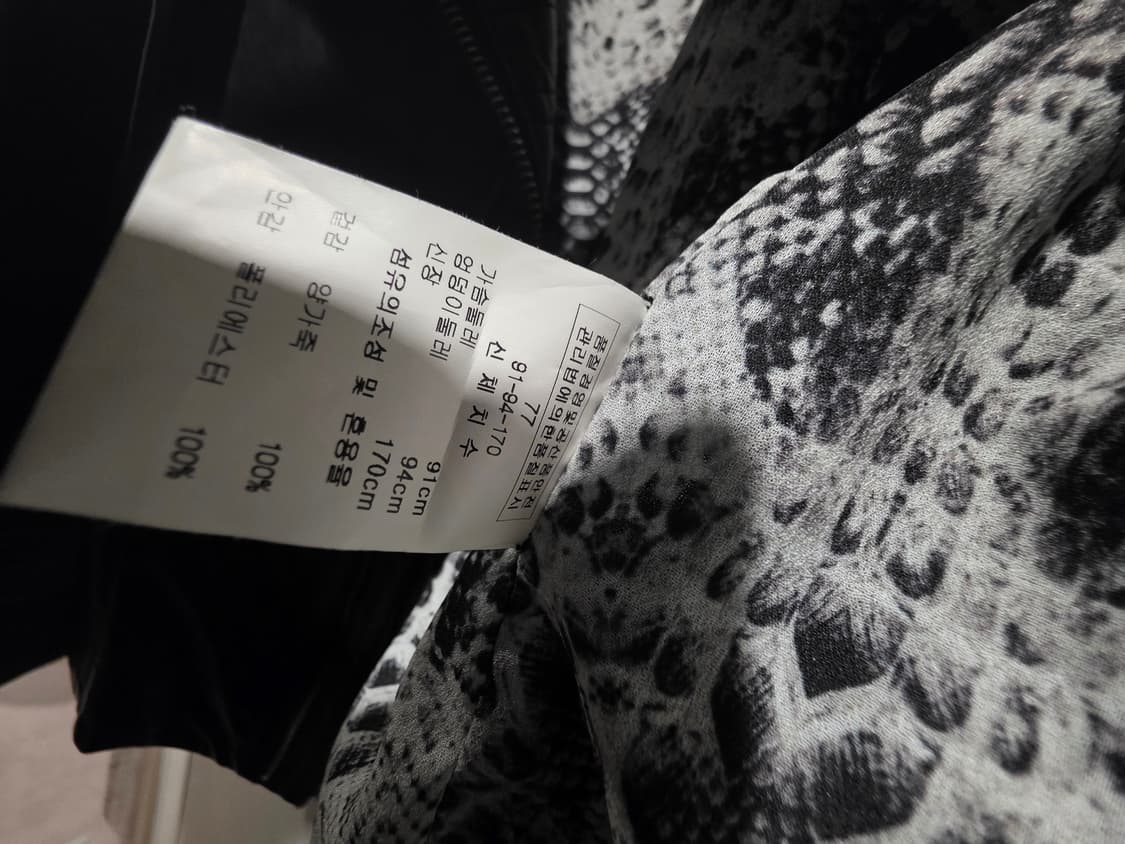 품질경영및공산품안전
관리법에의한품질표시
77
91-94-170
신 체 치 수
가슴둘레 91cm
엉덩이둘레 94cm
신장 170cm
섬유의조성 및 혼용율
겉감 양가죽 100%
안감 폴리에스터 100%